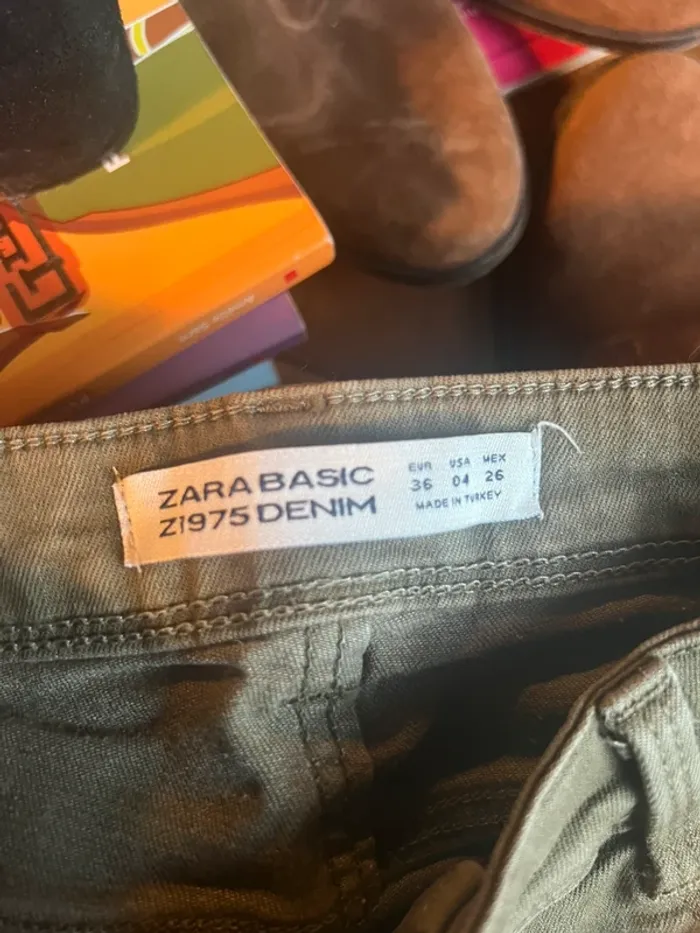 ZARA BASIC
Z1975 DENIM
EUR USA MEX
36 04 26
MADE IN TURKEY